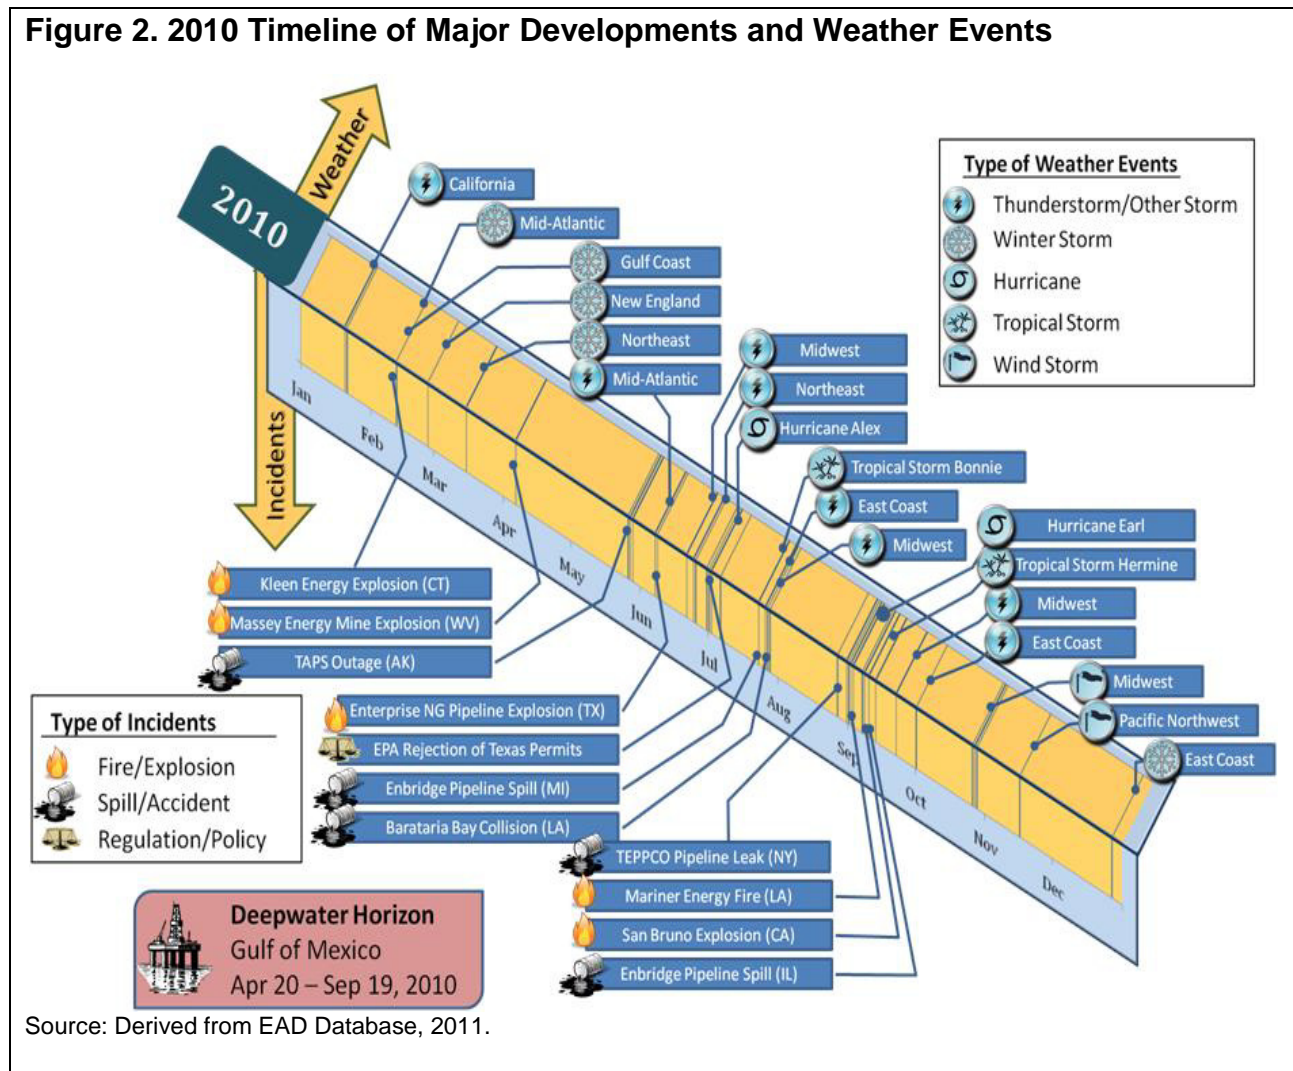 Figure 2. 2010 Timeline of Major Developments and Weather Events
Weather
2010
Incidents
California
Mid-Atlantic
Gulf Coast
New England
Northeast
Mid-Atlantic
Midwest
Northeast
Hurricane Alex
Tropical Storm Bonnie
East Coast
Midwest
Hurricane Earl
Tropical Storm Hermine
Midwest
East Coast
Midwest
Pacific Northwest
East Coast
Type of Weather Events
Thunderstorm/Other Storm
Winter Storm
Hurricane
Tropical Storm
Wind Storm
Jan
Feb
Mar
Apr
May
Jun
Jul
Aug
Sep
Oct
Nov
Dec
Kleen Energy Explosion (CT)
Massey Energy Mine Explosion (WV)
TAPS Outage (AK)
Enterprise NG Pipeline Explosion (TX)
EPA Rejection of Texas Permits
Enbridge Pipeline Spill (MI)
Barataria Bay Collision (LA)
TEPPCO Pipeline Leak (NY)
Mariner Energy Fire (LA)
San Bruno Explosion (CA)
Enbridge Pipeline Spill (IL)
Type of Incidents
Fire/Explosion
Spill/Accident
Regulation/Policy
Deepwater Horizon
Gulf of Mexico
Apr 20 – Sep 19, 2010
Source: Derived from EAD Database, 2011.